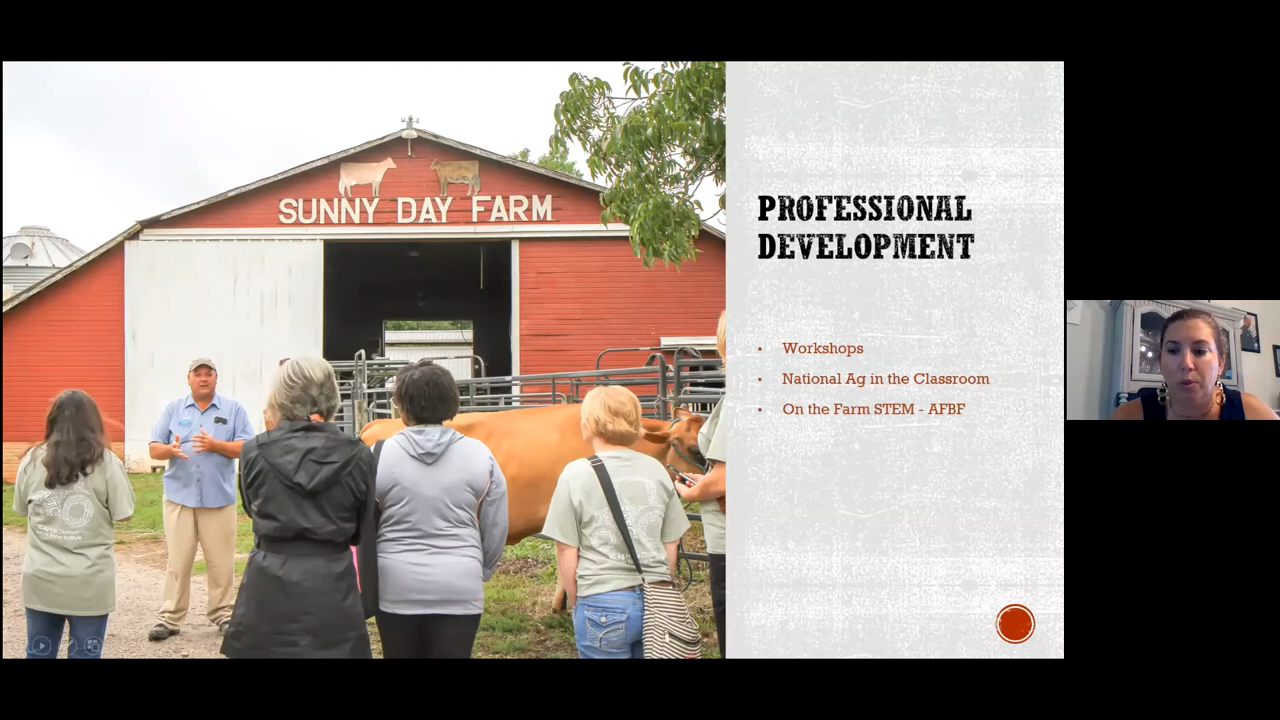 SUNNY DAY FARM
PROFESSIONAL
DEVELOPMENT
• Workshops
• National Ag in the Classroom
• On the Farm STEM - AFBF